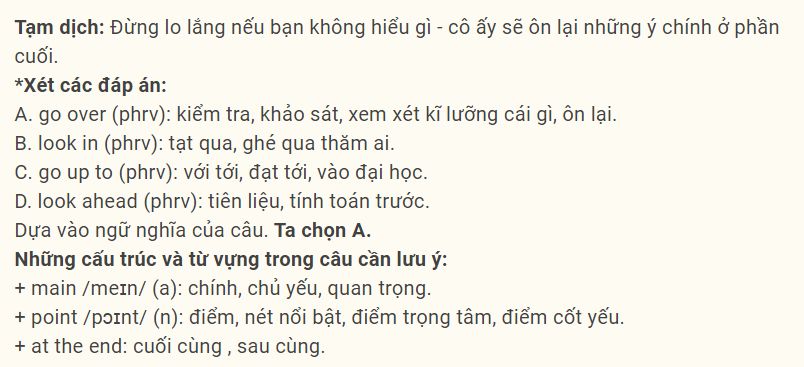 Tạm dịch: Đừng lo lắng nếu bạn không hiểu gì - cô ấy sẽ ôn lại những ý chính ở phần
cuối.
*Xét các đáp án:
A. go over (phrv): kiểm tra, khảo sát, xem xét kĩ lưỡng cái gì, ôn lại.
B. look in (phrv): tạt qua, ghé qua thăm ai.
C. go up to (phrv): với tới, đạt tới, vào đại học.
D. look ahead (phrv): tiên liệu, tính toán trước.
Dựa vào ngữ nghĩa của câu. Ta chọn A.
Những cấu trúc và từ vựng trong câu cần lưu ý:
+ main /meɪn/ (a): chính, chủ yếu, quan trọng.
+ point /pɔɪnt/ (n): điểm, nét nổi bật, điểm trọng tâm, điểm cốt yếu.
+ at the end: cuối cùng , sau cùng.